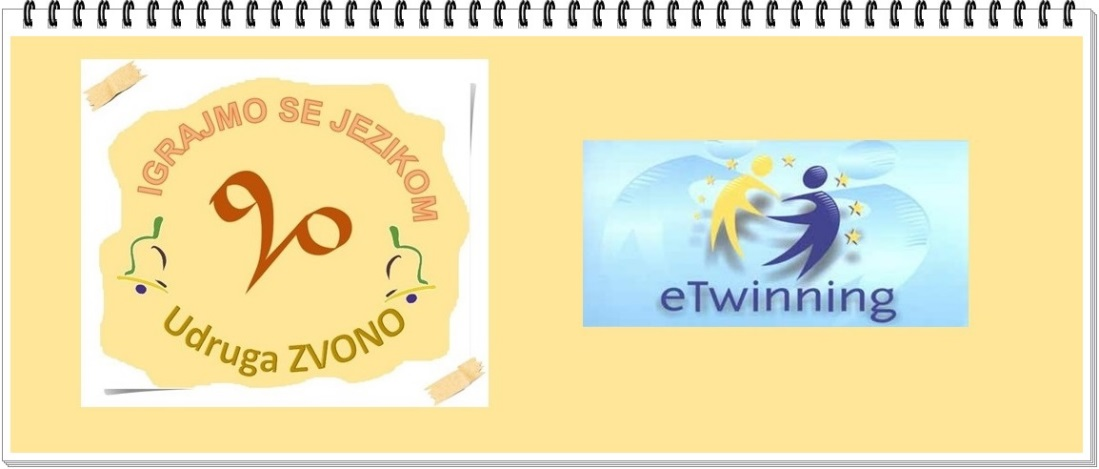 IGRAJMO SE JEZIKOM
Udruga ZVONO
eTwinning